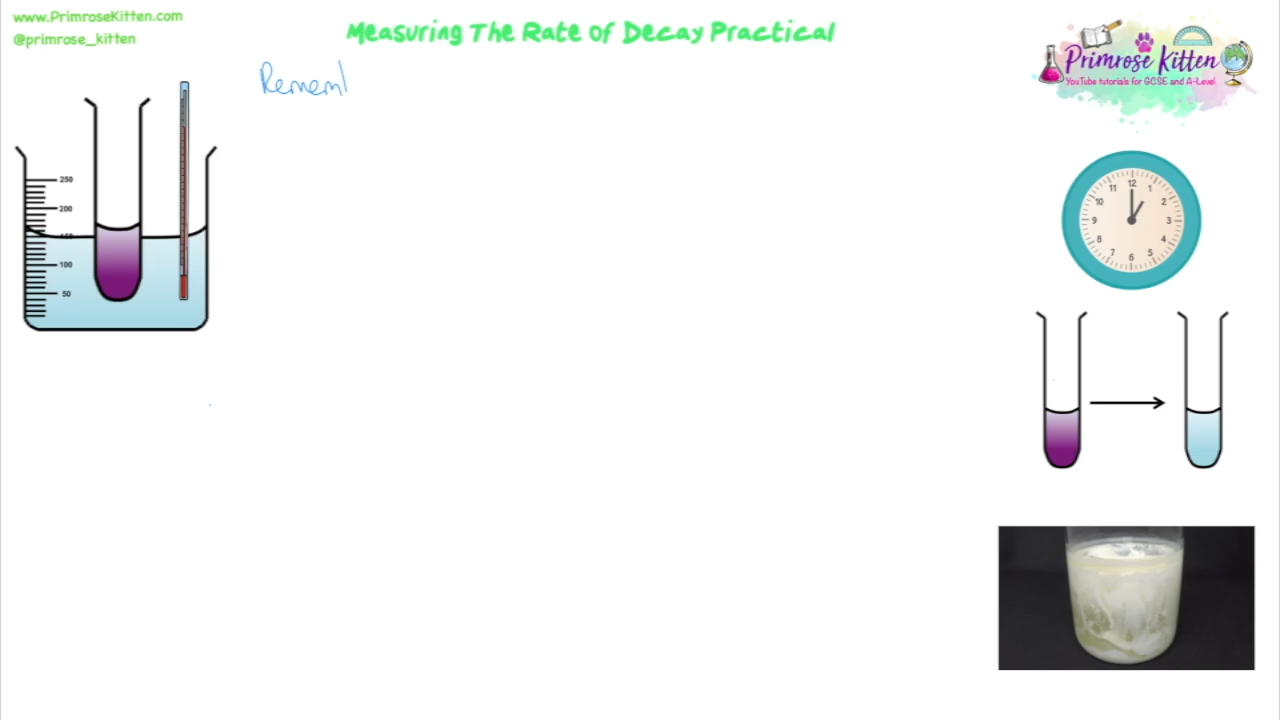 www.PrimroseKitten.com
@primrose_kitten
Measuring The Rate of Decay Practical
Primrose Kitten
YouTube tutorials for GCSE and A-Level
Rememl
250
200
150
100
50
12
1
2
3
4
5
6
7
8
9
10
11